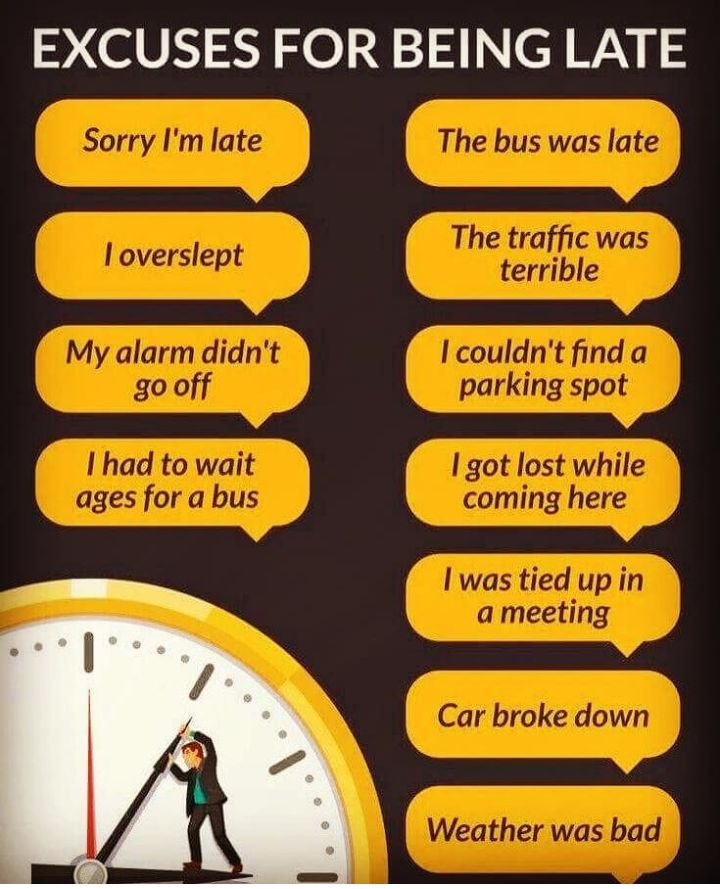 EXCUSES FOR BEING LATE
Sorry I'm late
I overslept
My alarm didn't
go off
I had to wait
ages for a bus
The bus was late
The traffic was
terrible
I couldn't find a
parking spot
I got lost while
coming here
I was tied up in
a meeting
Car broke down
Weather was bad